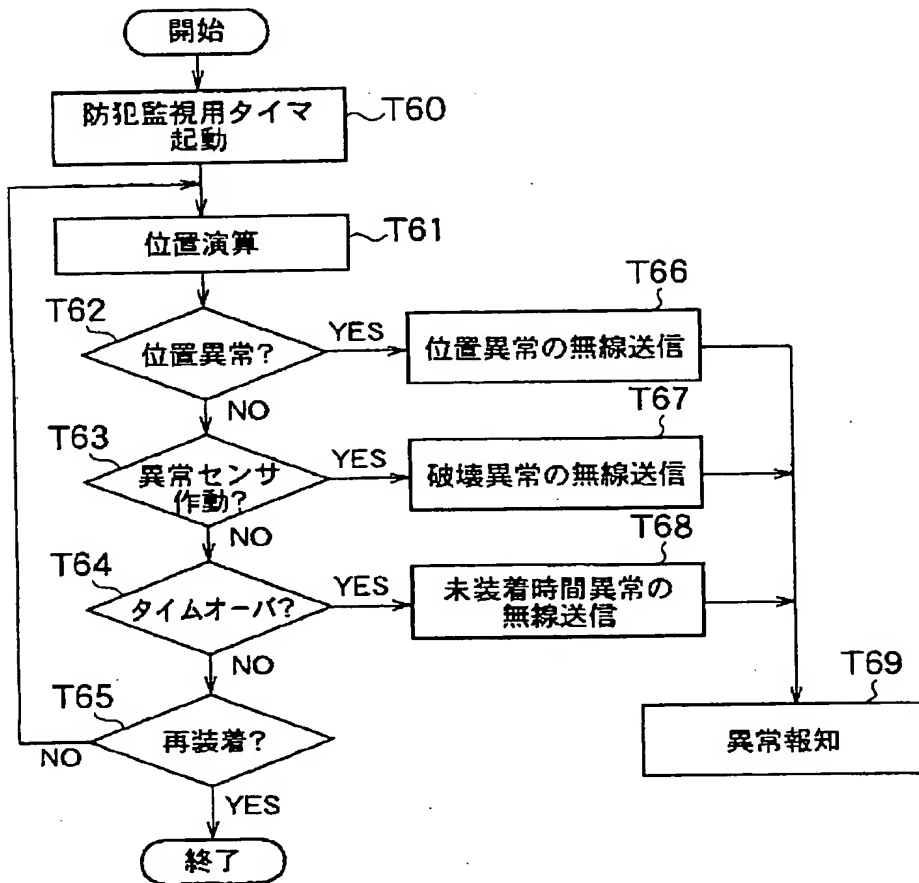 開始
防犯監視用タイマ
起動
T60
位置演算
T61
T62
位置異常?
YES
NO
T66
位置異常の無線送信
T63
異常センサ
作動?
YES
NO
T67
破壊異常の無線送信
T64
タイムオーバ?
YES
NO
T68
未装着時間異常の
無線送信
T65
再装着?
NO
YES
T69
異常報知
終了